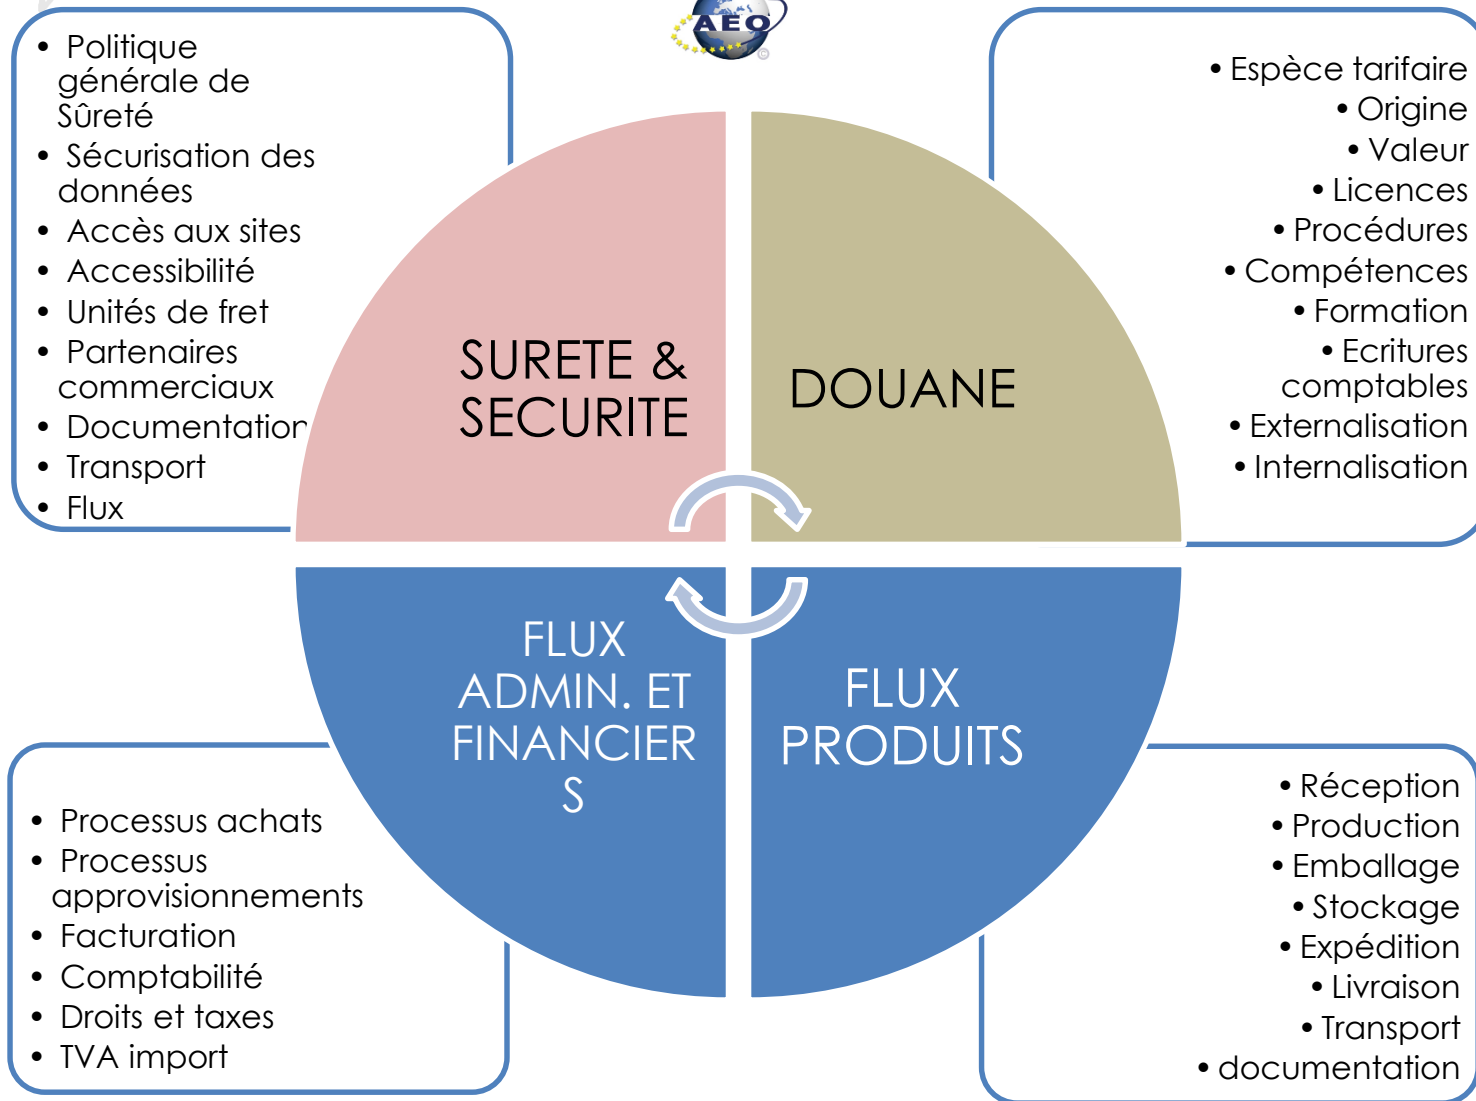 AEO
©
• Politique
générale de
Sûreté
• Sécurisation des
données
• Accès aux sites
• Accessibilité
• Unités de fret
• Partenaires
commerciaux
• Documentation
• Transport
• Flux
• Espèce tarifaire
• Origine
• Valeur
• Licences
• Procédures
• Compétences
• Formation
• Ecritures
comptables
• Externalisation
• Internalisation
SURETE &
SECURITE
DOUANE
FLUX
ADMIN. ET
FINANCIER
S
FLUX
PRODUITS
• Processus achats
• Processus
approvisionnements
• Facturation
• Comptabilité
• Droits et taxes
• TVA import
• Réception
• Production
• Emballage
• Stockage
• Expédition
• Livraison
• Transport
• documentation